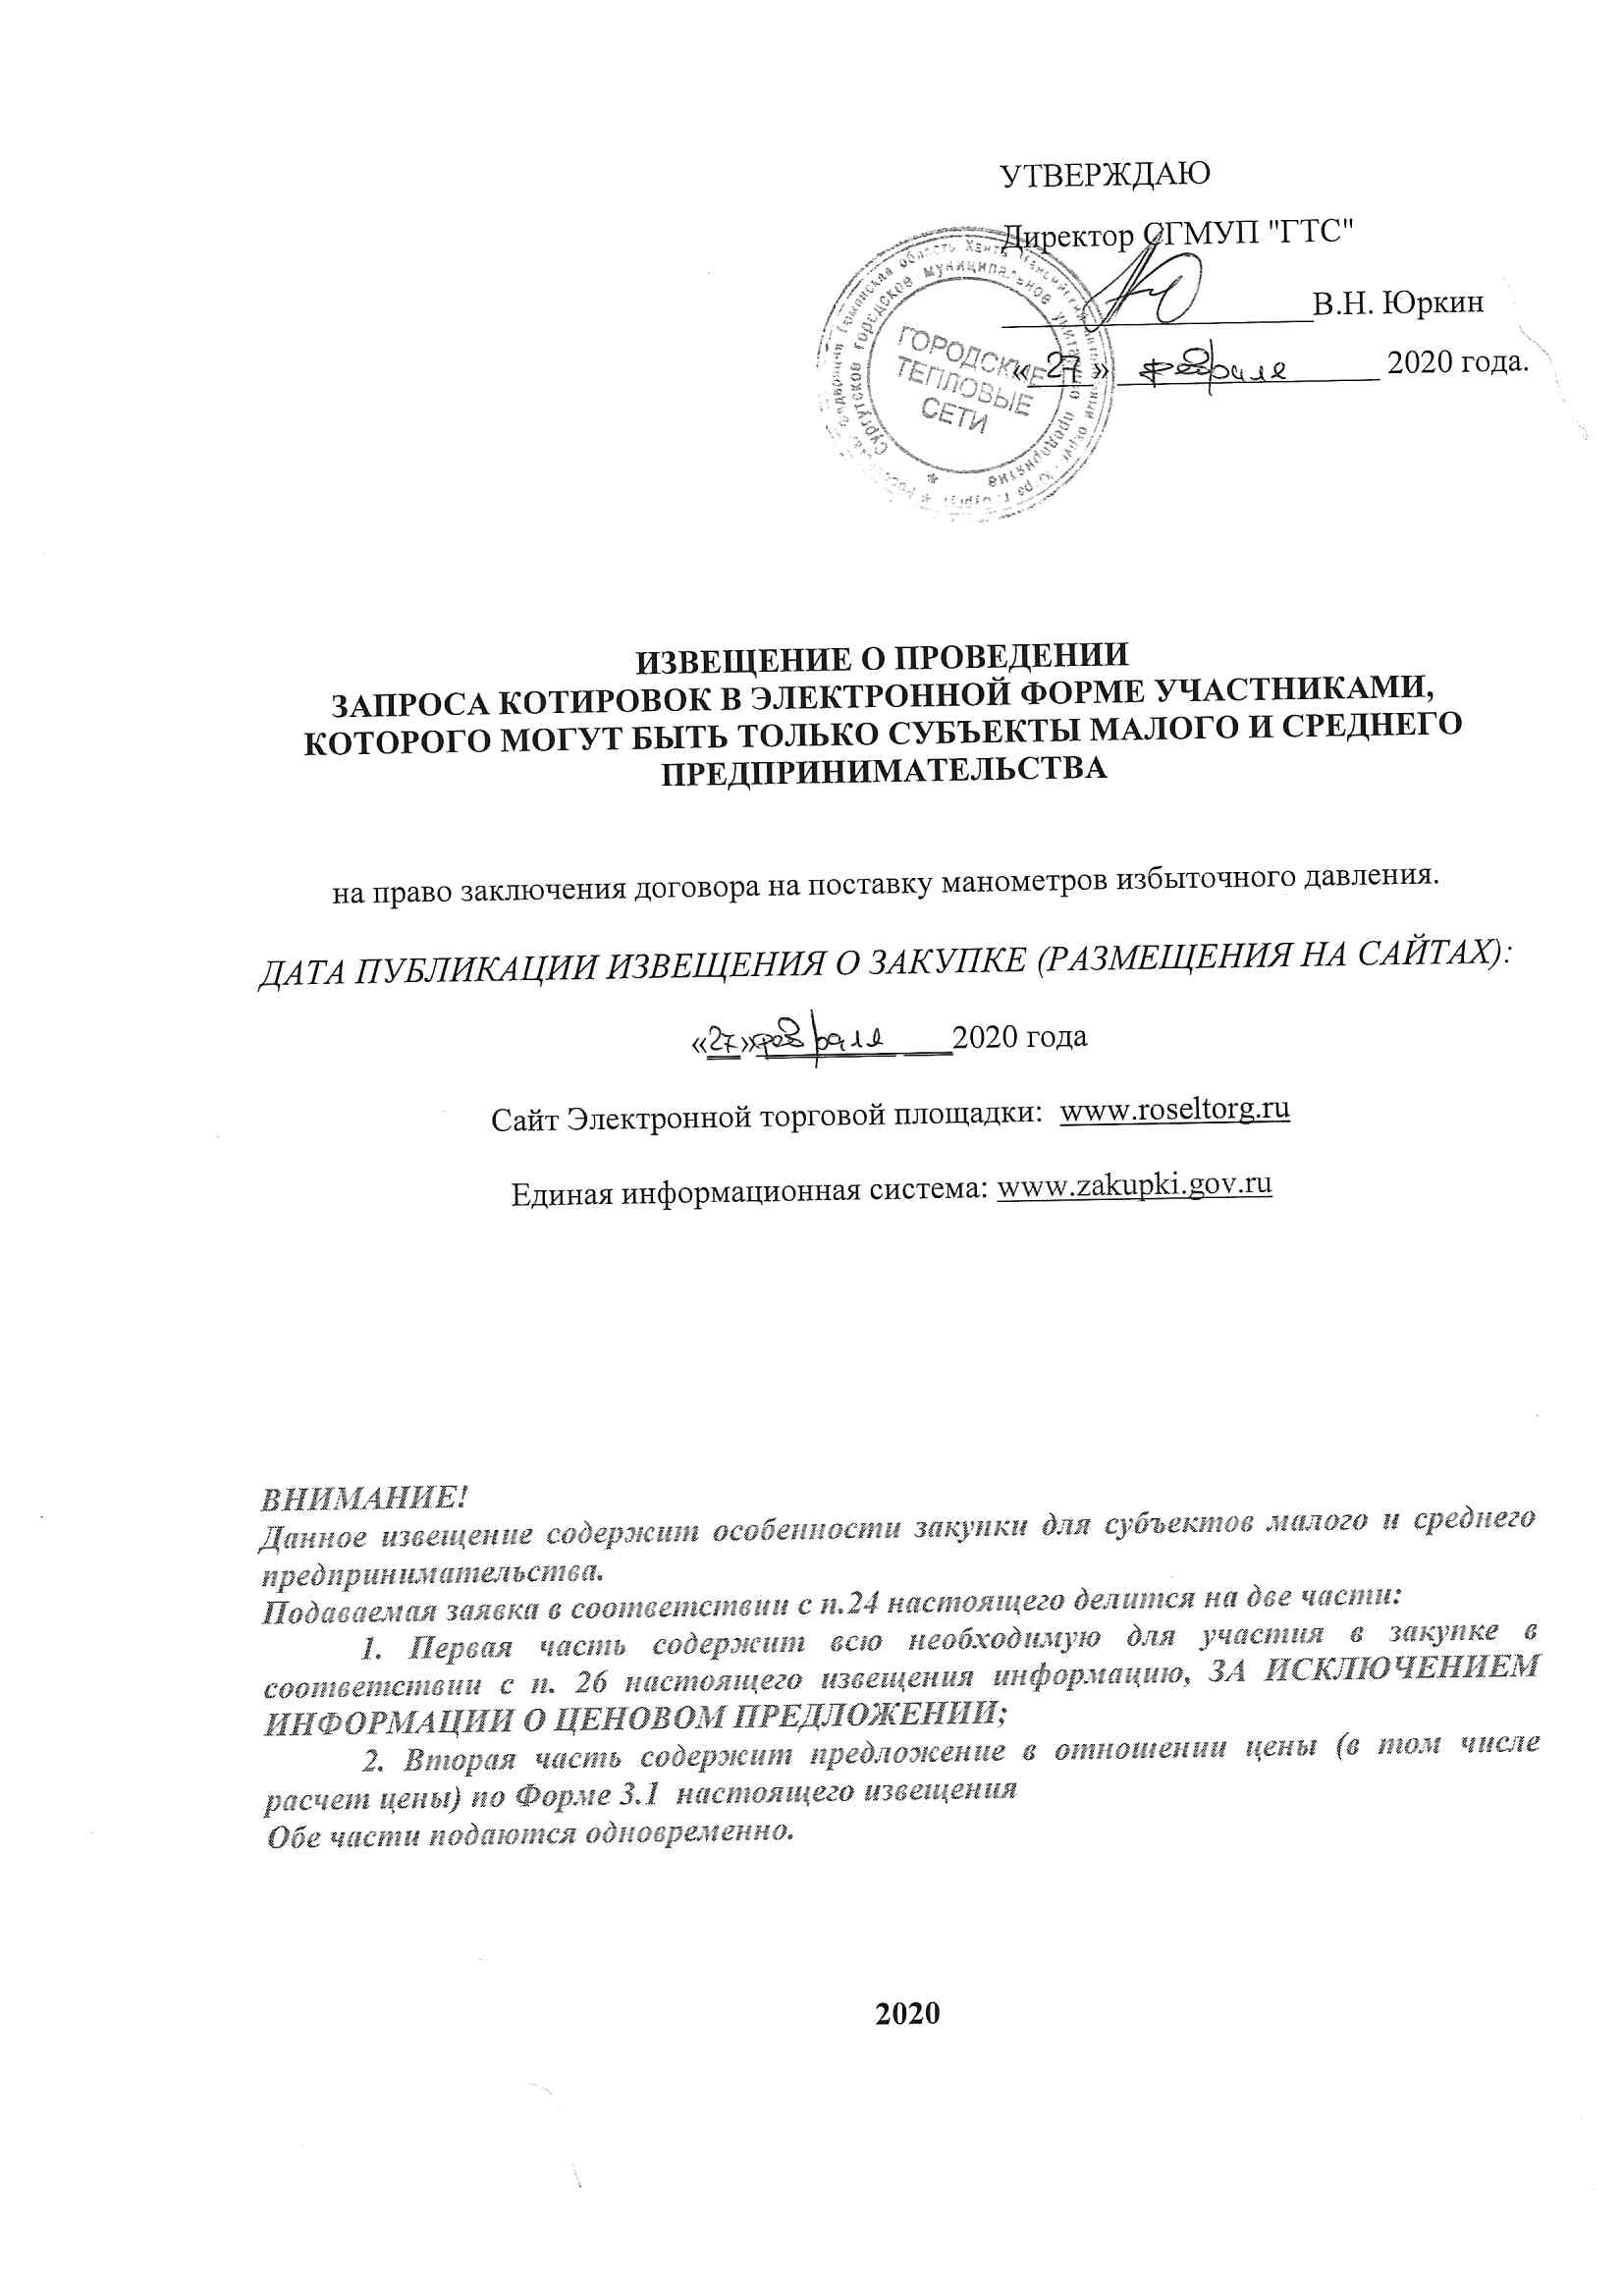 УТВЕРЖДАЮ
Директор СГМУП "ГТС"
В.Н. Юркин
«27» февраля 2020 года.
Сургутское городское муниципальное унитарное предприятие
ГОРОДСКИЕ
ТЕПЛОВЫЕ
СЕТИ
ИЗВЕЩЕНИЕ О ПРОВЕДЕНИИ
ЗАПРОСА КОТИРОВОК В ЭЛЕКТРОННОЙ ФОРМЕ УЧАСТНИКАМИ,
КОТОРОГО МОГУТ БЫТЬ ТОЛЬКО СУБЪЕКТЫ МАЛОГО И СРЕДНЕГО
ПРЕДПРИНИМАТЕЛЬСТВА
на право заключения договора на поставку манометров избыточного давления.
ДАТА ПУБЛИКАЦИИ ИЗВЕЩЕНИЯ О ЗАКУПКЕ (РАЗМЕЩЕНИЯ НА САЙТАХ):
«27» февраля 2020 года
Сайт Электронной торговой площадки: www.roseltorg.ru
Единая информационная система: www.zakupki.gov.ru
ВНИМАНИЕ!
Данное извещение содержит особенности закупки для субъектов малого и среднего
предпринимательства.
Подаваемая заявка в соответствии с п.24 настоящего делится на две части:
1. Первая часть содержит всю необходимую для участия в закупке в
соответствии с п. 26 настоящего извещения информацию, ЗА ИСКЛЮЧЕНИЕМ
ИНФОРМАЦИИ О ЦЕНОВОМ ПРЕДЛОЖЕНИИ;
2. Вторая часть содержит предложение в отношении цены (в том числе
расчет цены) по Форме 3.1 настоящего извещения
Обе части подаются одновременно.
2020